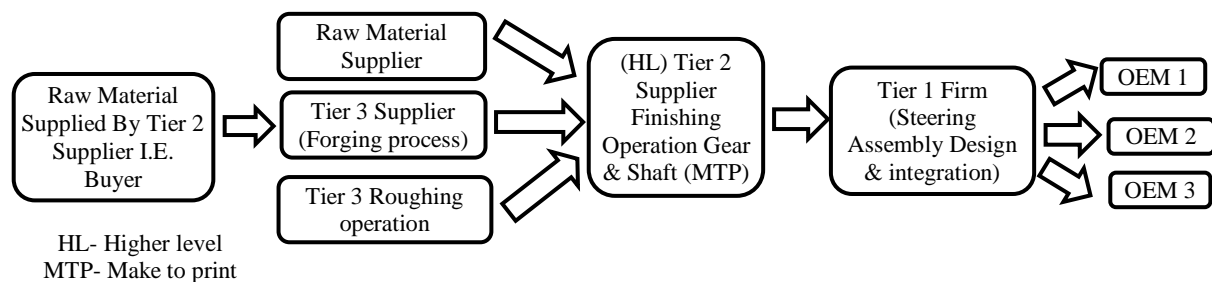 Raw Material
Supplied By Tier 2
Supplier I.E.
Buyer
Raw Material
Supplier
Tier 3 Supplier
(Forging process)
Tier 3 Roughing
operation
(HL) Tier 2
Supplier
Finishing
Operation Gear
& Shaft (MTP)
Tier 1 Firm
(Steering
Assembly Design
& integration)
OEM 1
OEM 2
OEM 3
HL- Higher level
MTP- Make to print